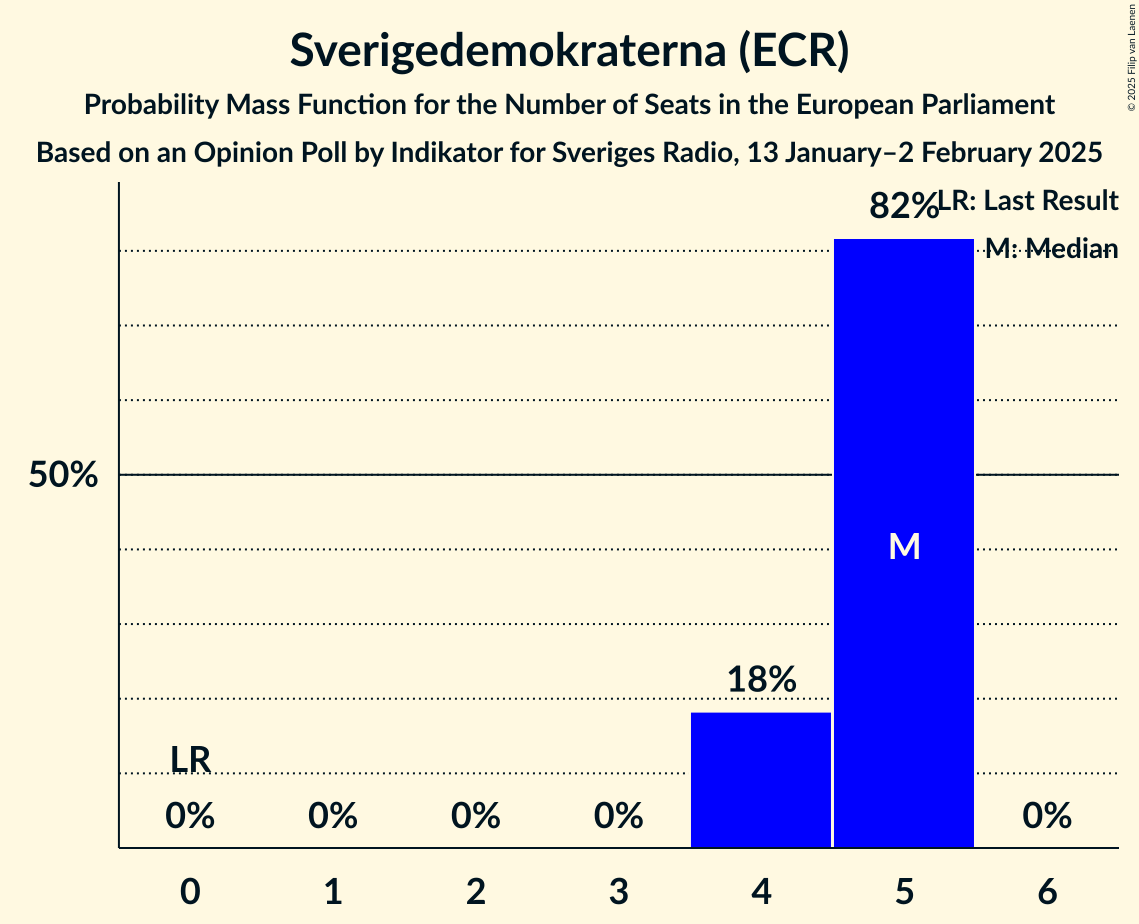 Sverigedemokraterna (ECR)
Probability Mass Function for the Number of Seats in the European Parliament
Based on an Opinion Poll by Indikator for Sveriges Radio, 13 January–2 February 2025
© 2025 Filip van Laenen
LR: Last Result
M: Median
82%
50%
M
18%
LR
0% 0% 0% 0% 0%
0 1 2 3 4 5 6